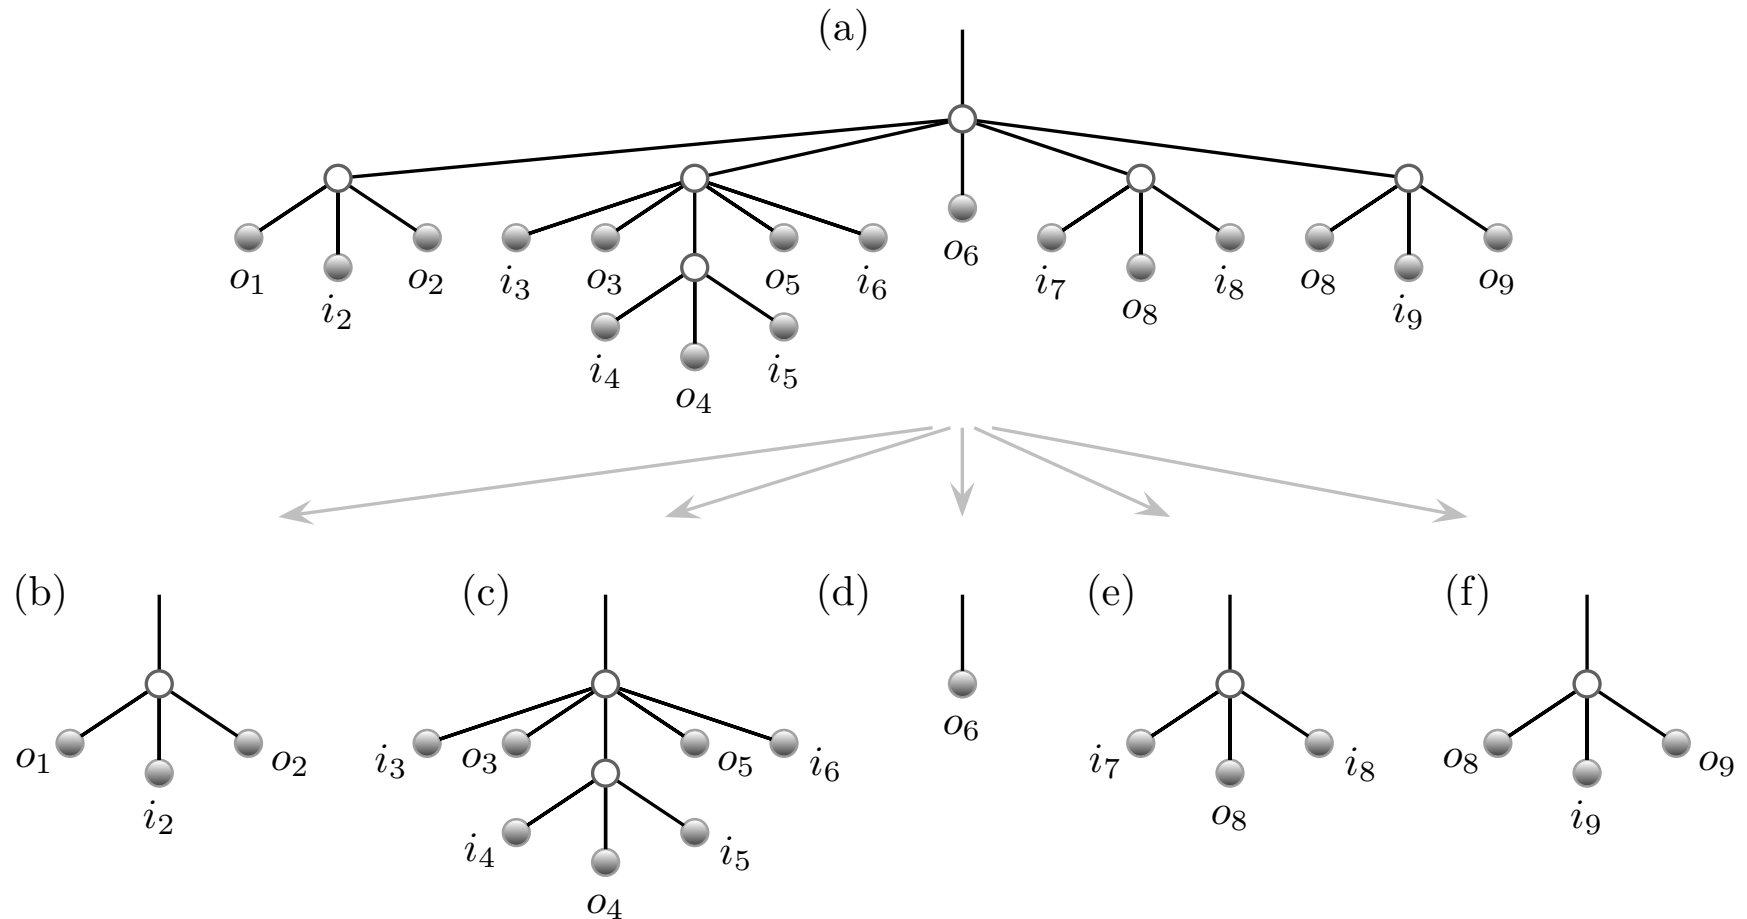 (a)
o6
o1 o2 i3 o3 o5 i6 i7 i8 o8 o9
i2 o8 i9
i4 i5
o4
(b) (c) (d) (e) (f)
o6
o1 o2 i3 o3 o5 i6 i7 i8 o8 o9
i2 o8 i9
i4 i5
o4